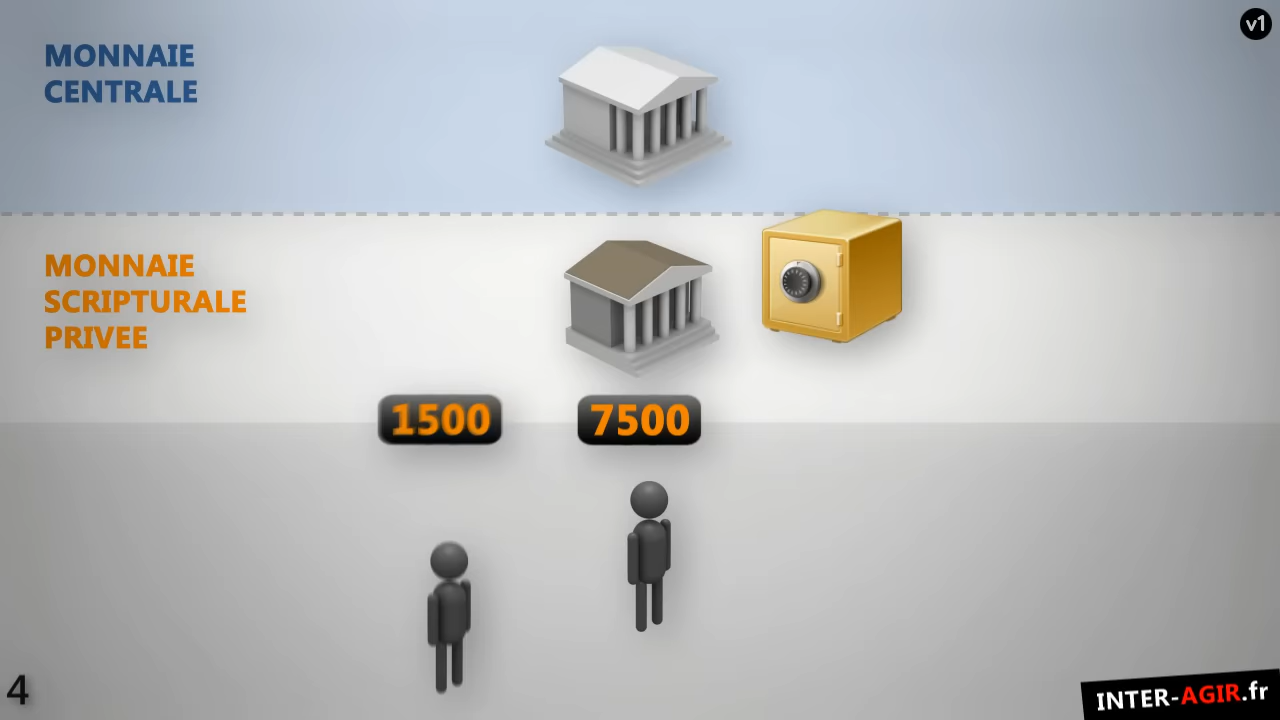 MONNAIE
CENTRALE
v1
MONNAIE
SCRIPTURALE
PRIVEE
1500
7500
4
INTER-AGIR.fr